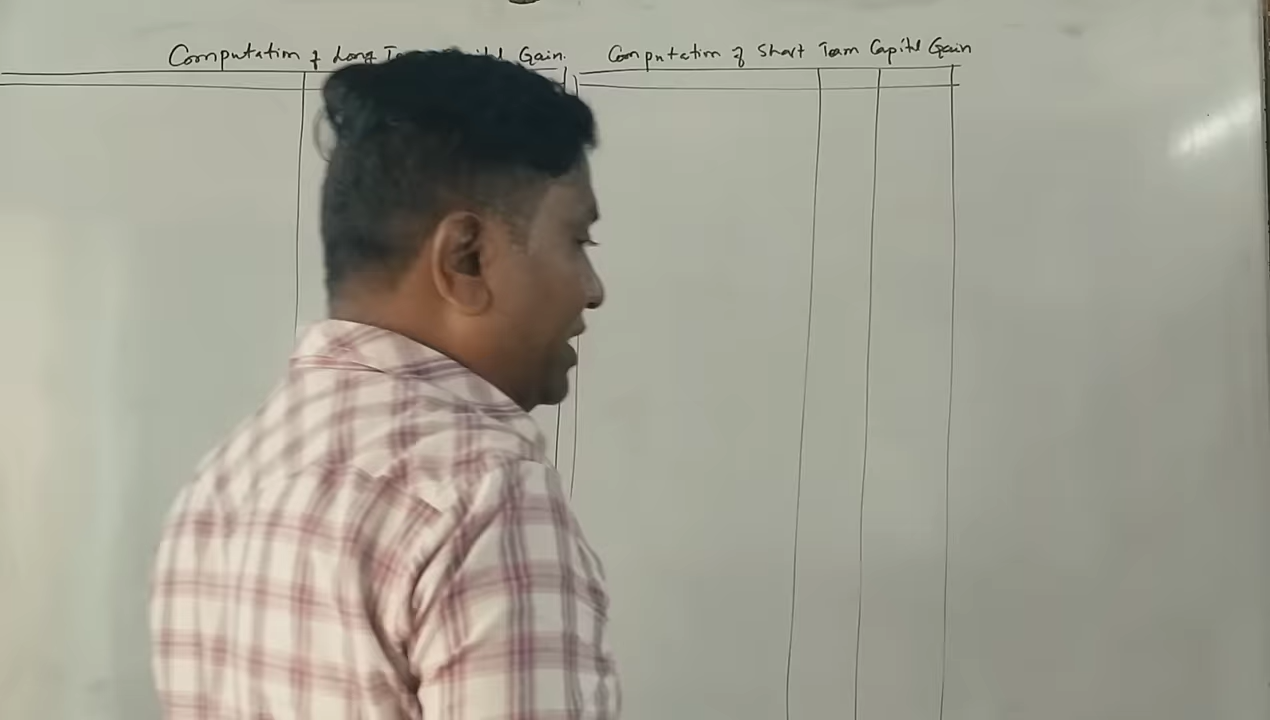 Computation of Long Gain.
Computation of Short Team Capital Gain